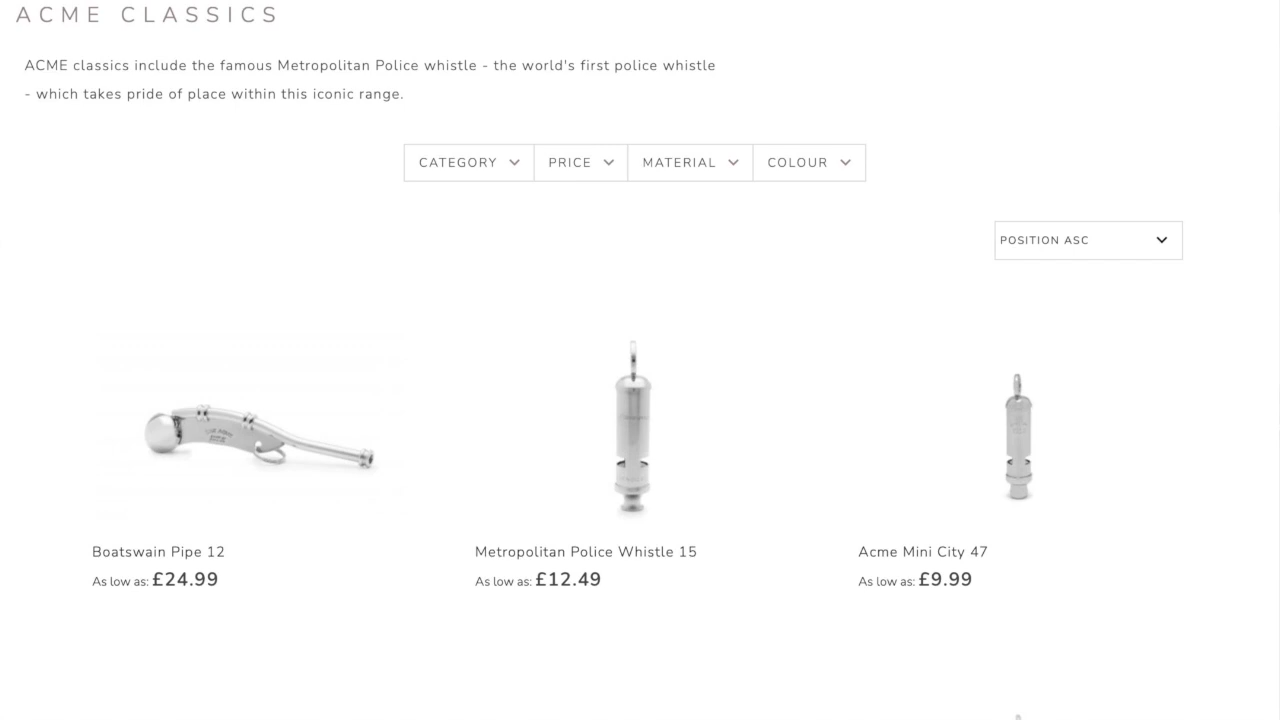 ACME CLASSICS
ACME classics include the famous Metropolitan Police whistle - the world's first police whistle
- which takes pride of place within this iconic range.
CATEGORY PRICE MATERIAL COLOUR
POSITION ASC
Boatswain Pipe 12 Metropolitan Police Whistle 15 Acme Mini City 47
As low as: £24.99 As low as: £12.49 As low as: £9.99